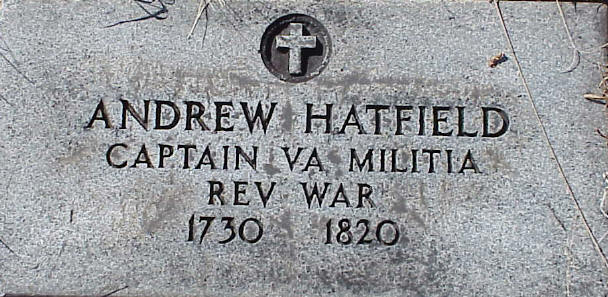 ANDREW HATFIELD
CAPTAIN VA MILITIA
REV WAR
1730 1820